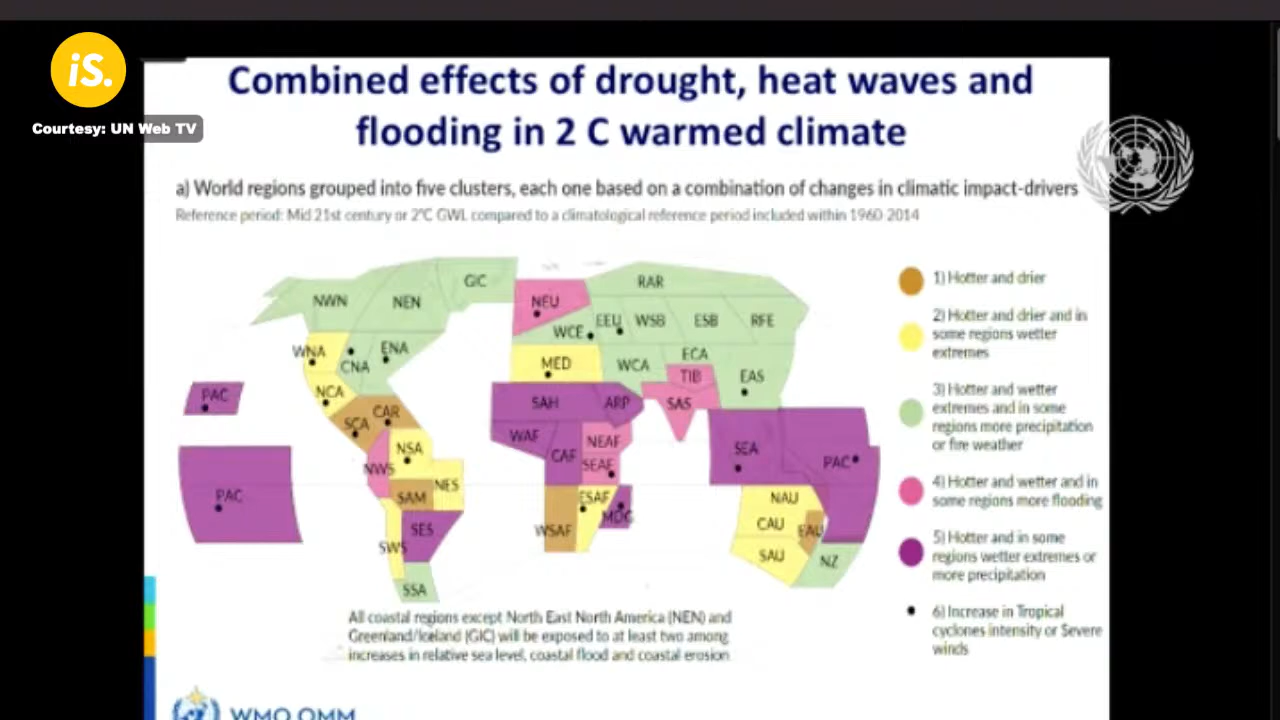 iS.
Courtesy: UN Web TV
Combined effects of drought, heat waves and
flooding in 2 C warmed climate
a) World regions grouped into five clusters, each one based on a combination of changes in climatic impact-drivers
Reference period: Mid 21st century or 2°C GWL compared to a climatological reference period included within 1960-2014
GIC
RAR
NWN
NEN
NEU
WCE
EEU
WSB
ESB
RFE
WNA
CNA
ENA
MED
WCA
ECA
TIB
EAS
PAC
NCA
SCA
CAR
SAH
ARP
SAS
WAF
CAF
NEAF
SEAF
NSA
NWS
NES
SEA
PAC
PAC
SAM
ESAF
NAU
SES
WSAF
MDG
CAU
EAU
SWS
SAU
NZ
SSA
1) Hotter and drier
2) Hotter and drier and in
some regions wetter
extremes
3) Hotter and wetter
extremes and in some
regions more precipitation
or fire weather
4) Hotter and wetter and in
some regions more flooding
5) Hotter and in some
regions wetter extremes or
more precipitation
6) Increase in Tropical
cyclones intensity or Severe
winds
All coastal regions except North East North America (NEN) and
Greenland/Iceland (GIC) will be exposed to at least two among
increases in relative sea level, coastal flood and coastal erosion
WMO OMM